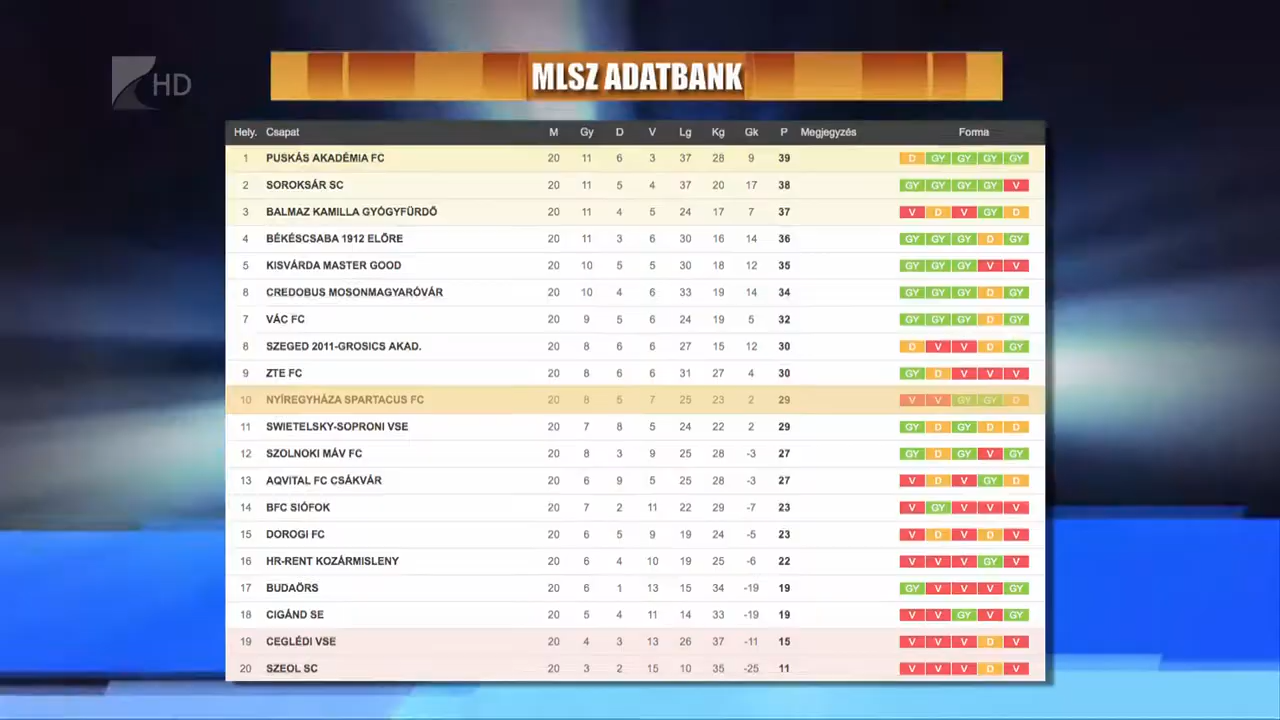 HD
MLSZ ADATBANK
Hely. Csapat M Gy D V Lg Kg Gk P Megjegyzés Forma
1 PUSKÁS AKADÉMIA FC 20 11 6 3 37 28 9 39 D GY GY GY GY
2 SOROKSÁR SC 20 11 5 4 37 20 17 38 GY GY GY GY V
3 BALMAZ KAMILLA GYÓGYFÜRDŐ 20 11 4 5 24 17 7 37 V D V GY D
4 BÉKÉSCSABA 1912 ELŐRE 20 11 3 6 30 16 14 36 GY GY GY D GY
5 KISVÁRDA MASTER GOOD 20 10 5 5 30 18 12 35 GY GY GY V V
6 CREDOBUS MOSONMAGYARÓVÁR 20 10 4 6 33 19 14 34 GY GY GY D GY
7 VÁC FC 20 9 5 6 24 19 5 32 GY GY GY D GY
8 SZEGED 2011-GROSICS AKAD. 20 8 6 6 27 15 12 30 D V V D GY
9 ZTE FC 20 8 6 6 31 27 4 30 GY D V V V
10 NYÍREGYHÁZA SPARTACUS FC 20 8 5 7 25 23 2 29 V V GY GY D
11 SWIETELSKY-SOPRONI VSE 20 7 8 5 24 22 2 29 GY D GY D D
12 SZOLNOKI MÁV FC 20 8 3 9 25 28 -3 27 GY D GY V GY
13 AQVITAL FC CSÁKVÁR 20 6 9 5 25 28 -3 27 V D V GY D
14 BFC SIÓFOK 20 7 2 11 22 29 -7 23 V GY V V V
15 DOROGI FC 20 6 5 9 19 24 -5 23 V D V D V
16 HR-RENT KOZÁRMISLENY 20 6 4 10 19 25 -6 22 V V V GY V
17 BUDAÖRS 20 6 1 13 15 34 -19 19 GY V V V GY
18 CIGÁND SE 20 5 4 11 14 33 -19 19 V V GY V GY
19 CEGLÉDI VSE 20 4 3 13 26 37 -11 15 V V V D V
20 SZEOL SC 20 3 2 15 10 35 -25 11 V V V D V